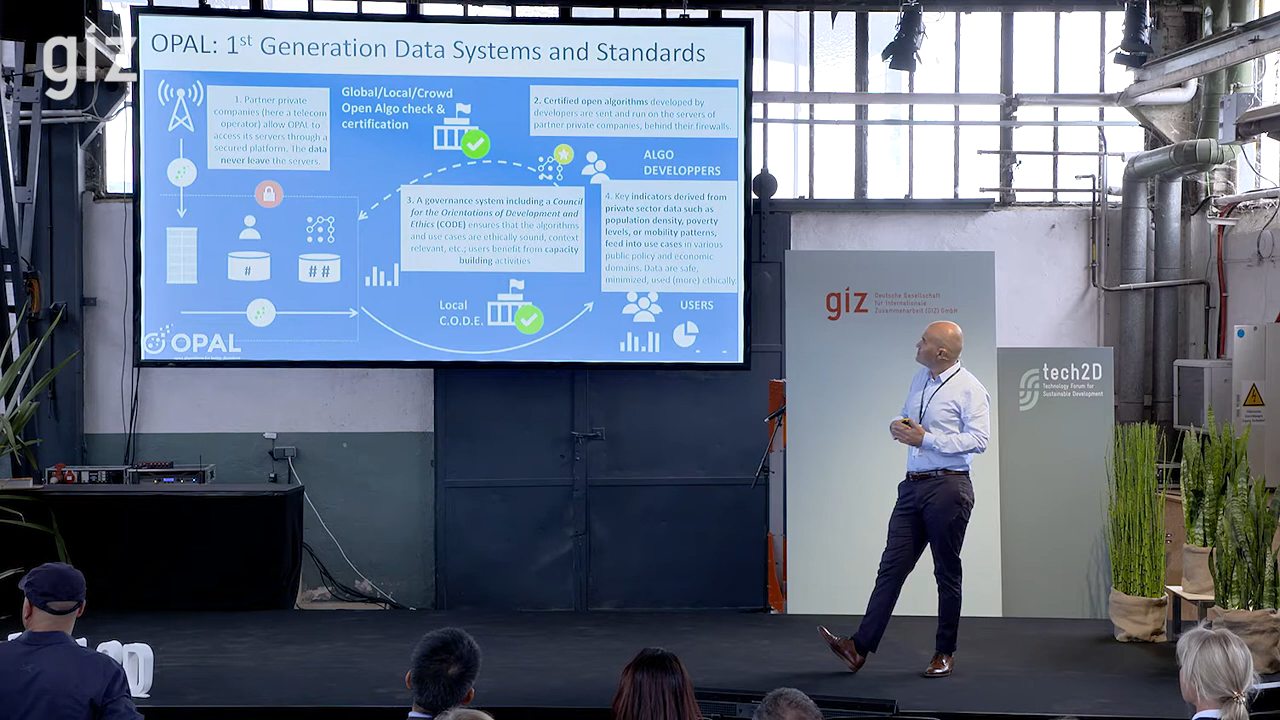 giz
OPAL: 1st Generation Data Systems and Standards
1. Partner private
companies (here a telecom
operator) allow OPAL to
access its servers through a
secured platform. The data
never leave the servers.
Global/Local/Crowd
Open Algo check &
certification
2. Certified open algorithms developed by
developers are sent and run on the servers of
partner private companies, behind their firewalls.
ALGO
DEVELOPPERS
3. A governance system including a Council
for the Orientations of Development and
Ethics (CODE) ensures that the algorithms
and use cases are ethically sound, context
relevant, etc.; users benefit from capacity
building activities
4. Key indicators derived from
private sector data such as
population density, poverty
levels, or mobility patterns,
feed into use cases in various
public policy and economic
domains. Data are safe,
minimized, used (more) ethically.
#
##
Local
C.O.D.E.
USERS
OPAL
giz
Deutsche Gesellschaft
für Internationale
Zusammenarbeit (GIZ) GmbH
tech2D
Technology Forum for
Sustainable Development